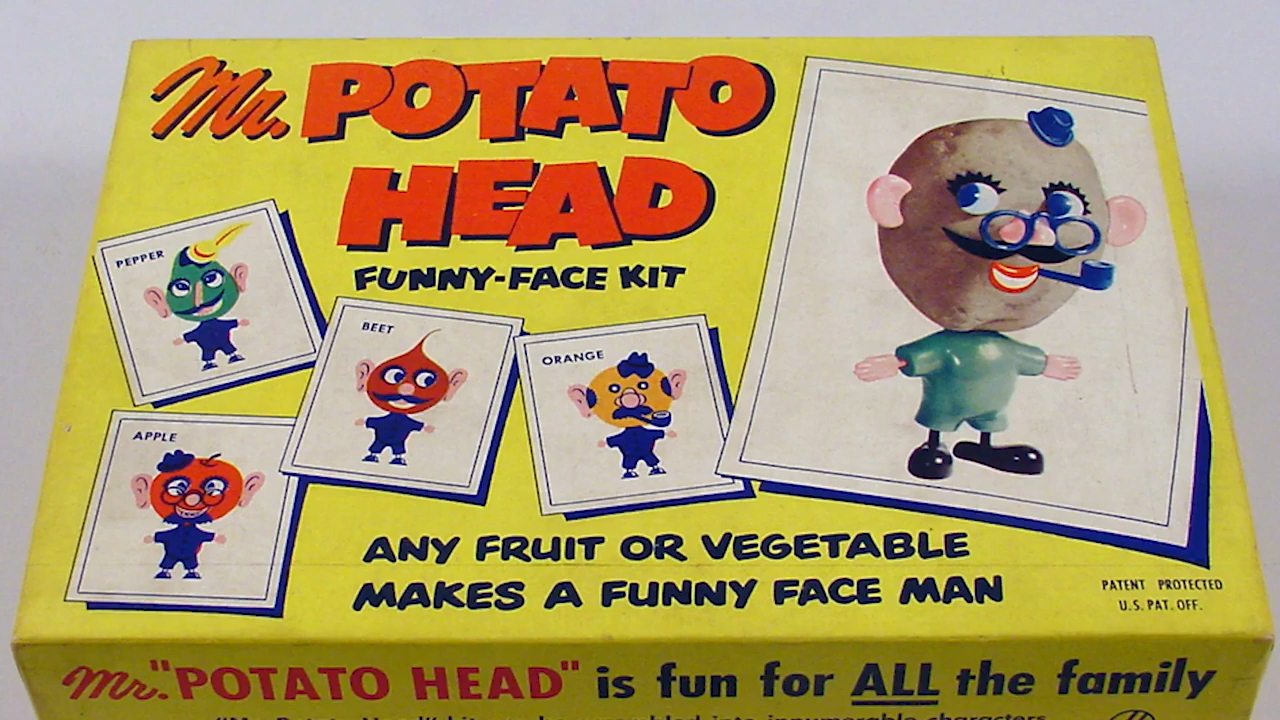 Mr. POTATO
HEAD
FUNNY-FACE KIT
PEPPER
BEET
ORANGE
APPLE
ANY FRUIT OR VEGETABLE
MAKES A FUNNY FACE MAN
PATENT PROTECTED
U.S. PAT. OFF.
Mr. "POTATO HEAD" is fun for ALL the family